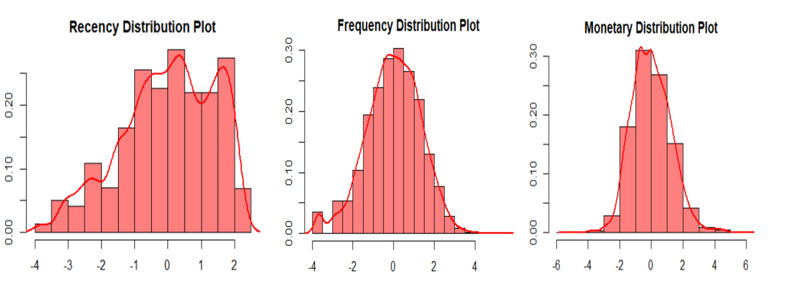 Recency Distribution Plot
0.00 0.10 0.20
-4 -3 -2 -1 0 1 2
Frequency Distribution Plot
0.00 0.10 0.20 0.30
-4 -2 0 2 4
Monetary Distribution Plot
0.00 0.10 0.20 0.30
-6 -4 -2 0 2 4 6